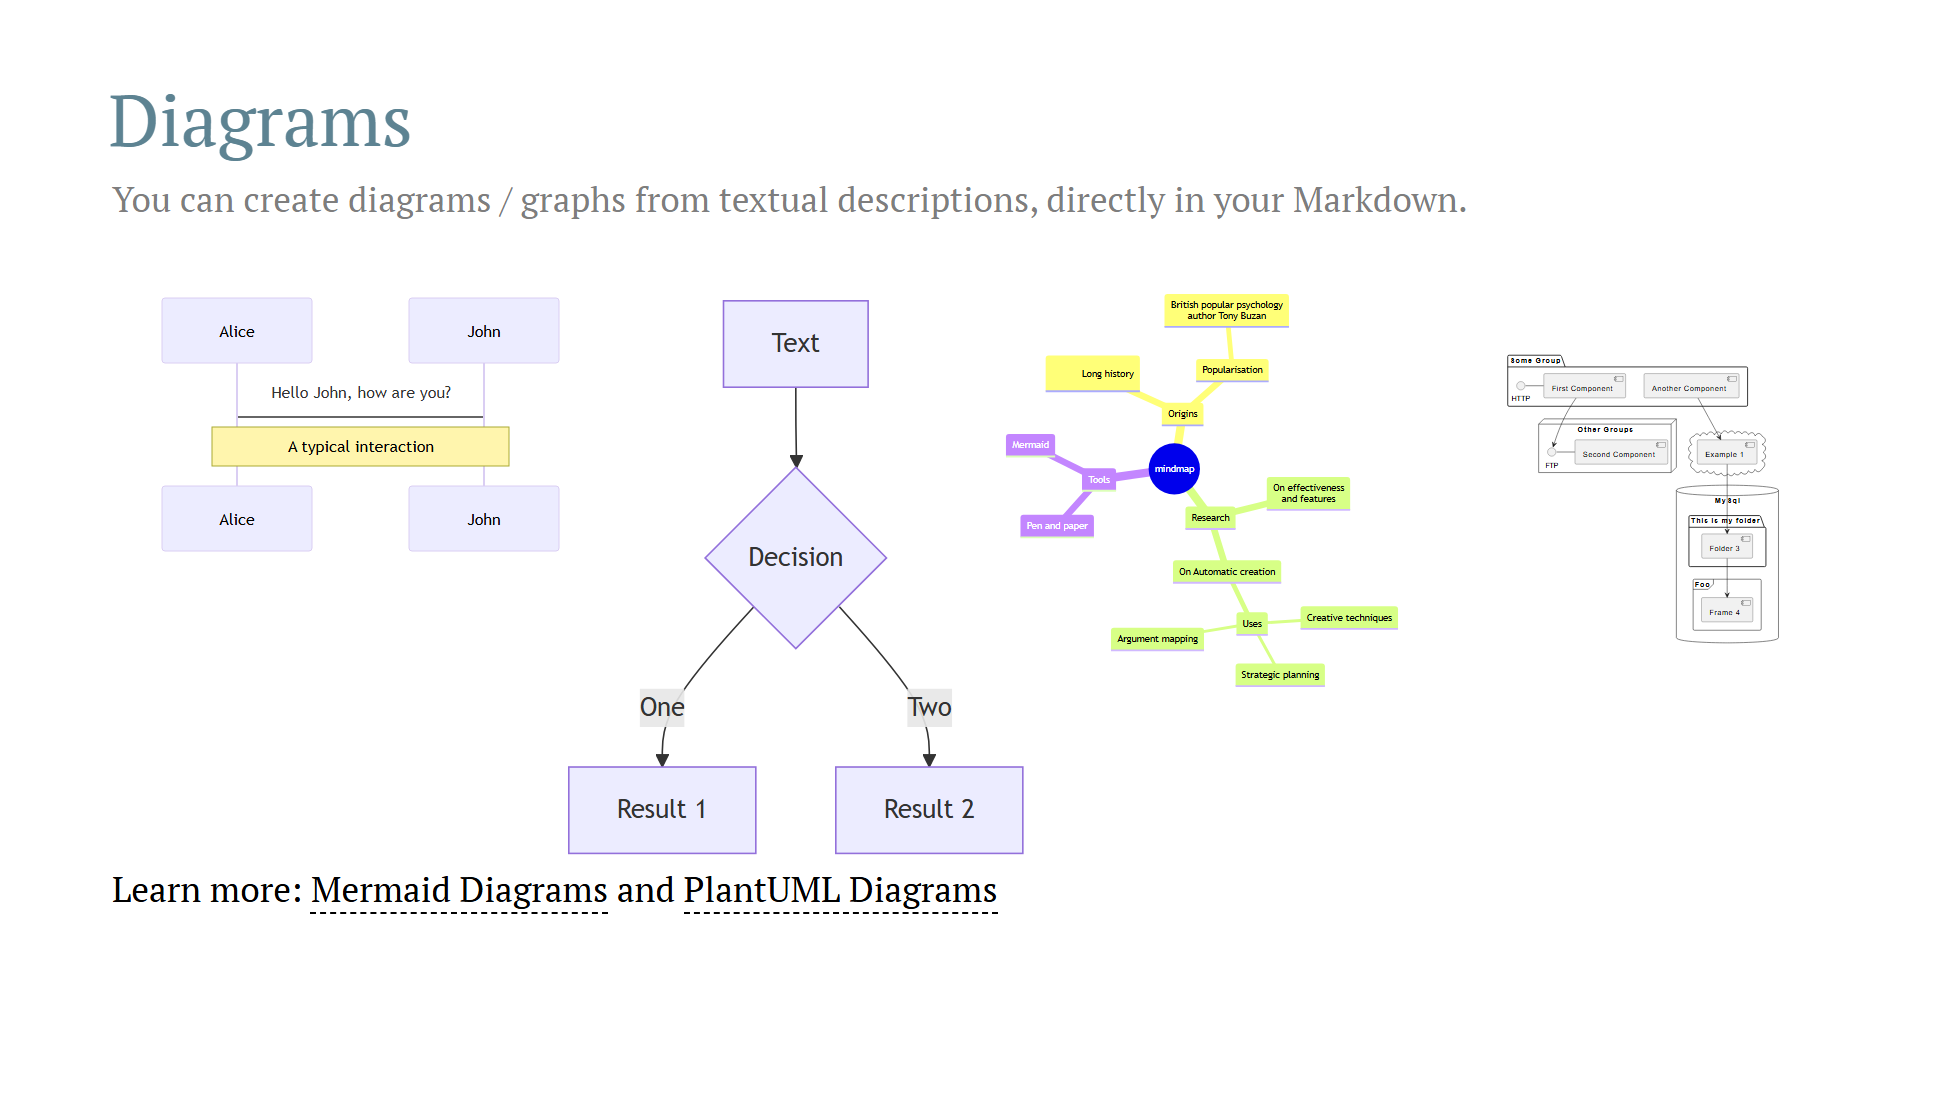 Diagrams
You can create diagrams / graphs from textual descriptions, directly in your Markdown.
Alice
John
Hello John, how are you?
A typical interaction
Alice
John
Text
Decision
One
Two
Result 1
Result 2
British popular psychology
author Tony Buzan
Long history
Popularisation
Origins
Mermaid
Tools
mindmap
Pen and paper
On effectiveness
and features
Research
On Automatic creation
Uses
Creative techniques
Argument mapping
Strategic planning
Some Group
First Component
Another Component
HTTP
Other Groups
Second Component
FTP
Example 1
MySql
This is my folder
Folder 3
Foo
Frame 4
Learn more: Mermaid Diagrams and PlantUML Diagrams